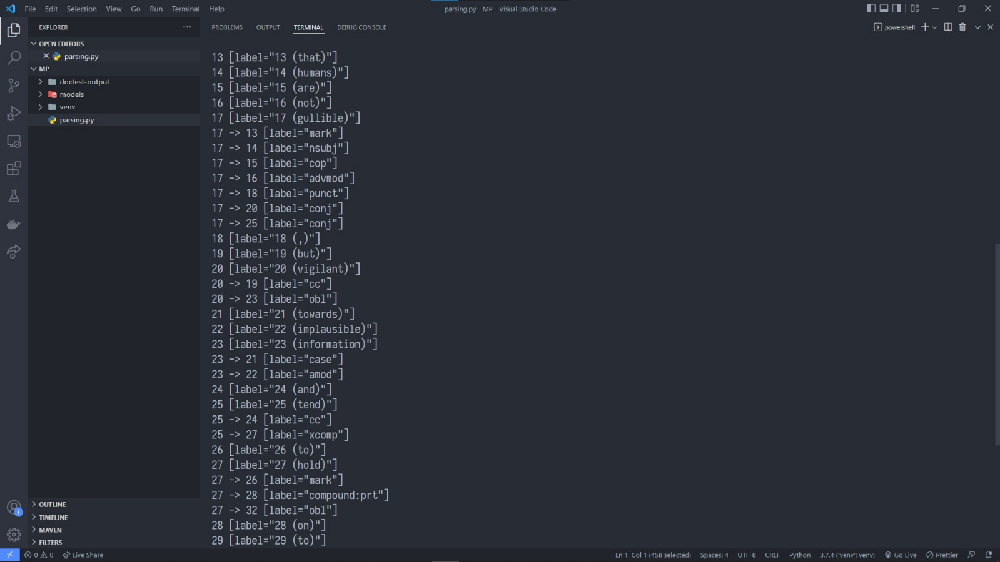 File Edit Selection View Go Run Terminal Help
parsing.py - MP - Visual Studio Code
EXPLORER
OPEN EDITORS
parsing.py
MP
doctest-output
models
venv
parsing.py
OUTLINE
TIMELINE
MAVEN
FILTERS
PROBLEMS OUTPUT TERMINAL DEBUG CONSOLE
powershell
13 [label="13 (that)"]
14 [label="14 (humans)"]
15 [label="15 (are)"]
16 [label="16 (not)"]
17 [label="17 (gullible)"]
17 -> 13 [label="mark"]
17 -> 14 [label="nsubj"]
17 -> 15 [label="cop"]
17 -> 16 [label="advmod"]
17 -> 18 [label="punct"]
17 -> 20 [label="conj"]
17 -> 25 [label="conj"]
18 [label="18 (,)"]
19 [label="19 (but)"]
20 [label="20 (vigilant)"]
20 -> 19 [label="cc"]
20 -> 23 [label="obl"]
21 [label="21 (towards)"]
22 [label="22 (implausible)"]
23 [label="23 (information)"]
23 -> 21 [label="case"]
23 -> 22 [label="amod"]
24 [label="24 (and)"]
25 [label="25 (tend)"]
25 -> 24 [label="cc"]
25 -> 27 [label="xcomp"]
26 [label="26 (to)"]
27 [label="27 (hold)"]
27 -> 26 [label="mark"]
27 -> 28 [label="compound:prt"]
27 -> 32 [label="obl"]
28 [label="28 (on)"]
29 [label="29 (to)"]
1
0 0 Live Share
Ln 1, Col 1 (458 selected) Spaces: 4 UTF-8 CRLF Python 3.7.4 ('venv': venv) Go Live Prettier